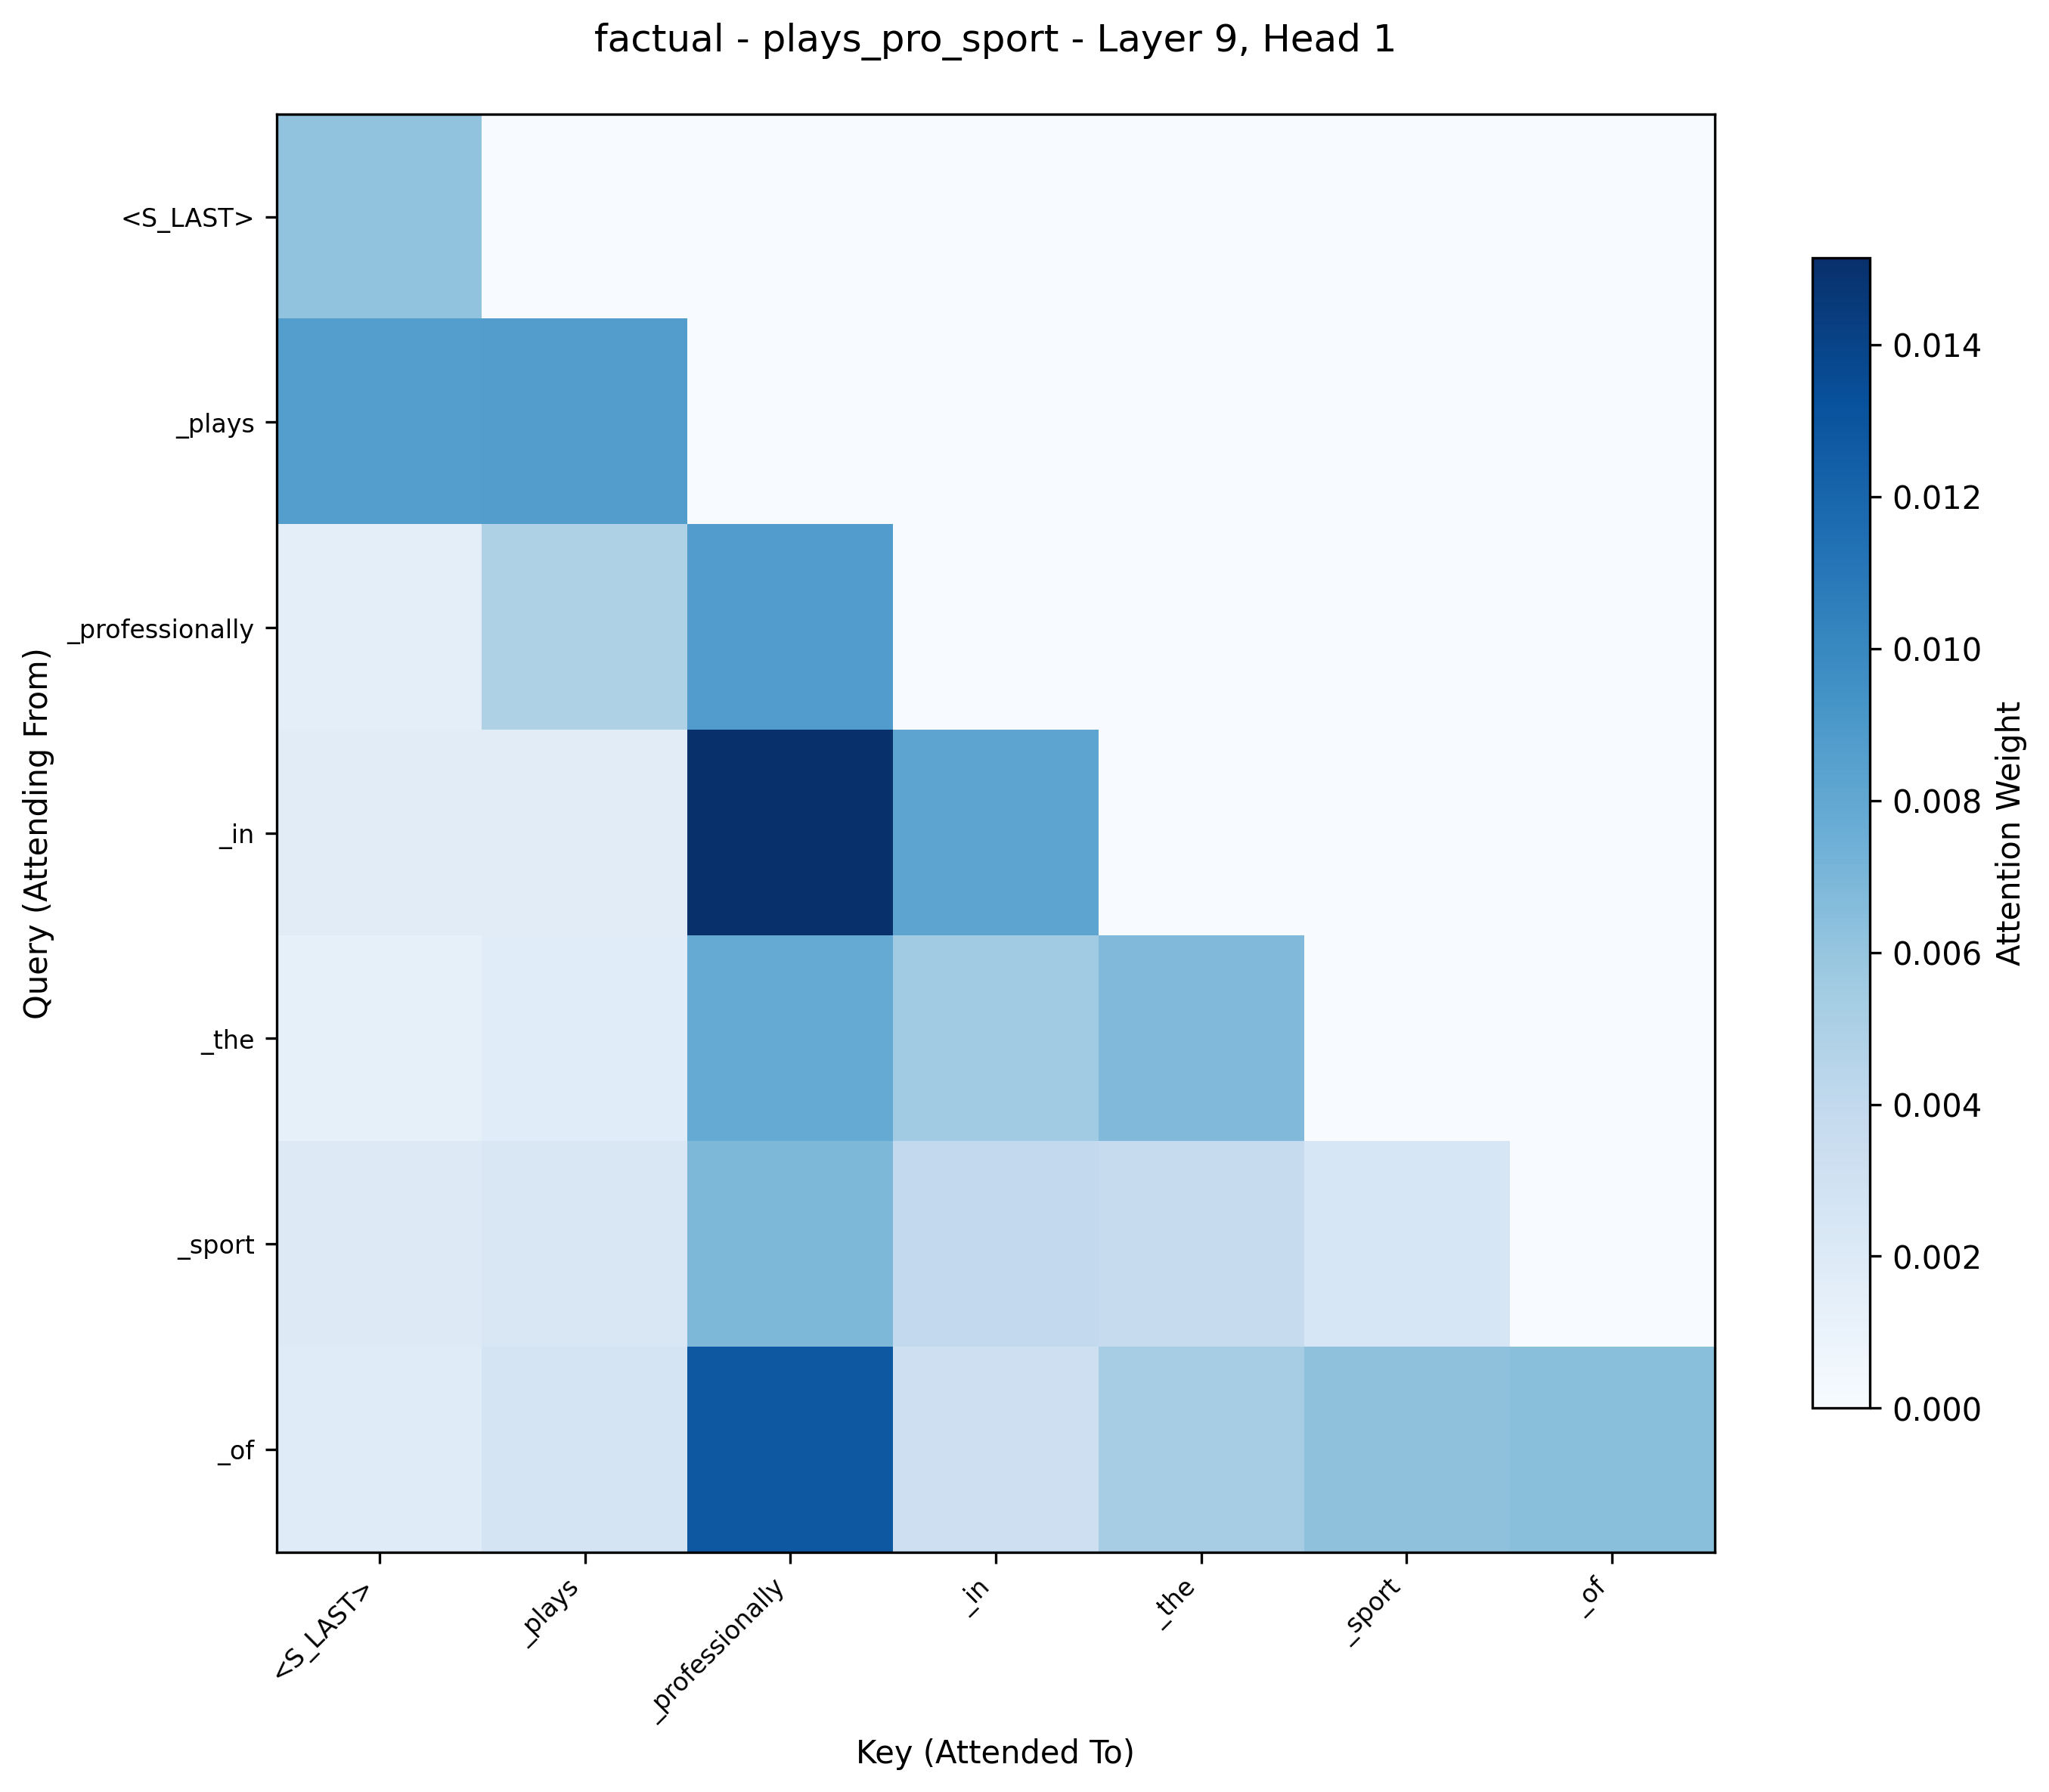 factual - plays_pro_sport - Layer 9, Head 1
Query (Attending From)
<S_LAST>
_plays
_professionally
_in
_the
_sport
_of
<S_LAST>
_plays
_professionally
_in
_the
_sport
_of
Key (Attended To)
0.014
0.012
0.010
0.008
0.006
0.004
0.002
0.000
Attention Weight